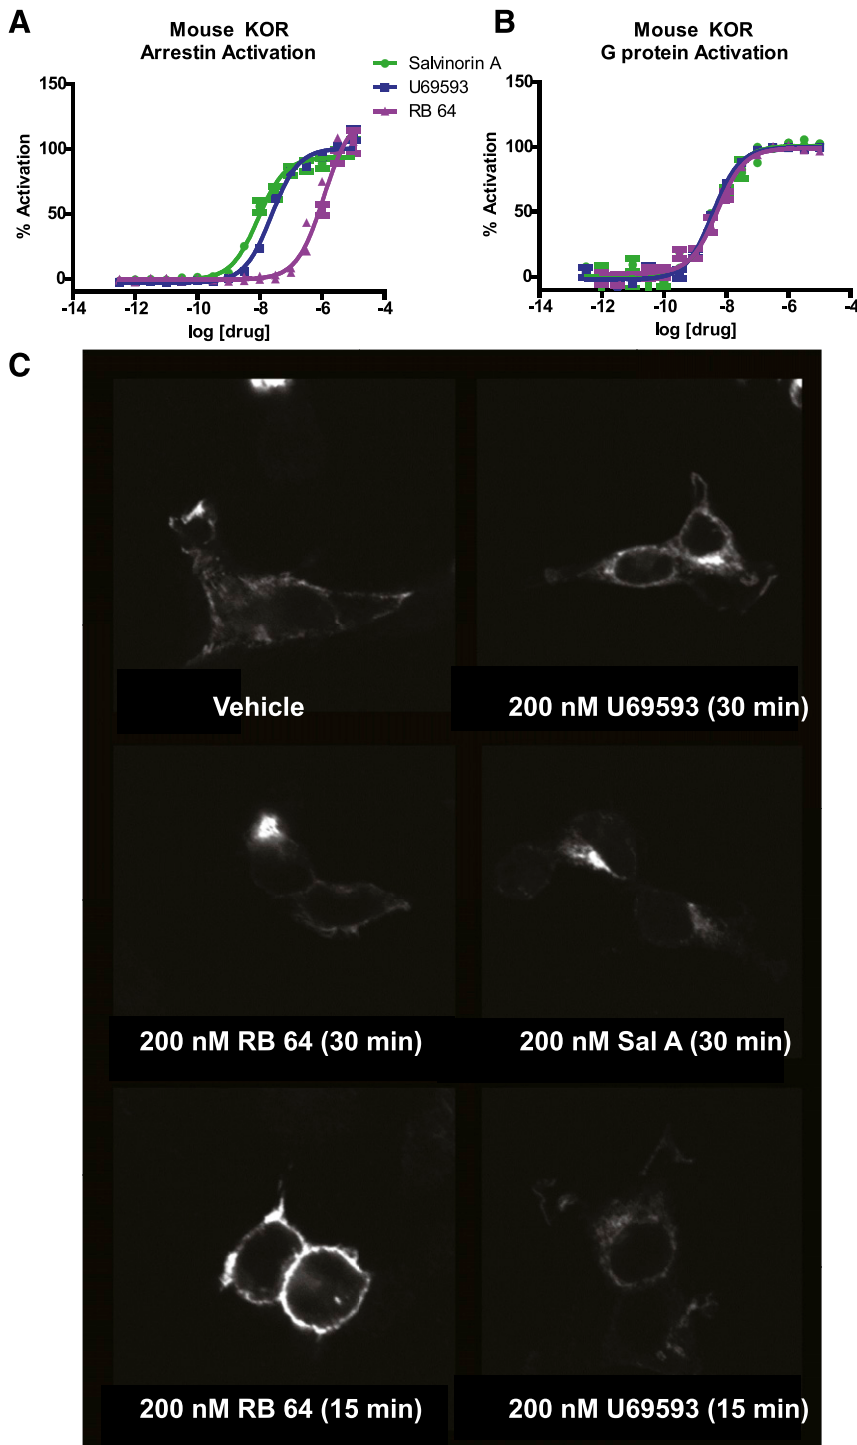 A
Mouse KOR
Arrestin Activation
Salvinorin A
U69593
RB 64
150
100
50
0
% Activation
-14
-12
-10
-8
-6
-4
log [drug]
B
Mouse KOR
G protein Activation
150
100
50
0
% Activation
-14
-12
-10
-8
-6
-4
log [drug]
C
Vehicle
200 nM U69593 (30 min)
200 nM RB 64 (30 min)
200 nM Sal A (30 min)
200 nM RB 64 (15 min)
200 nM U69593 (15 min)